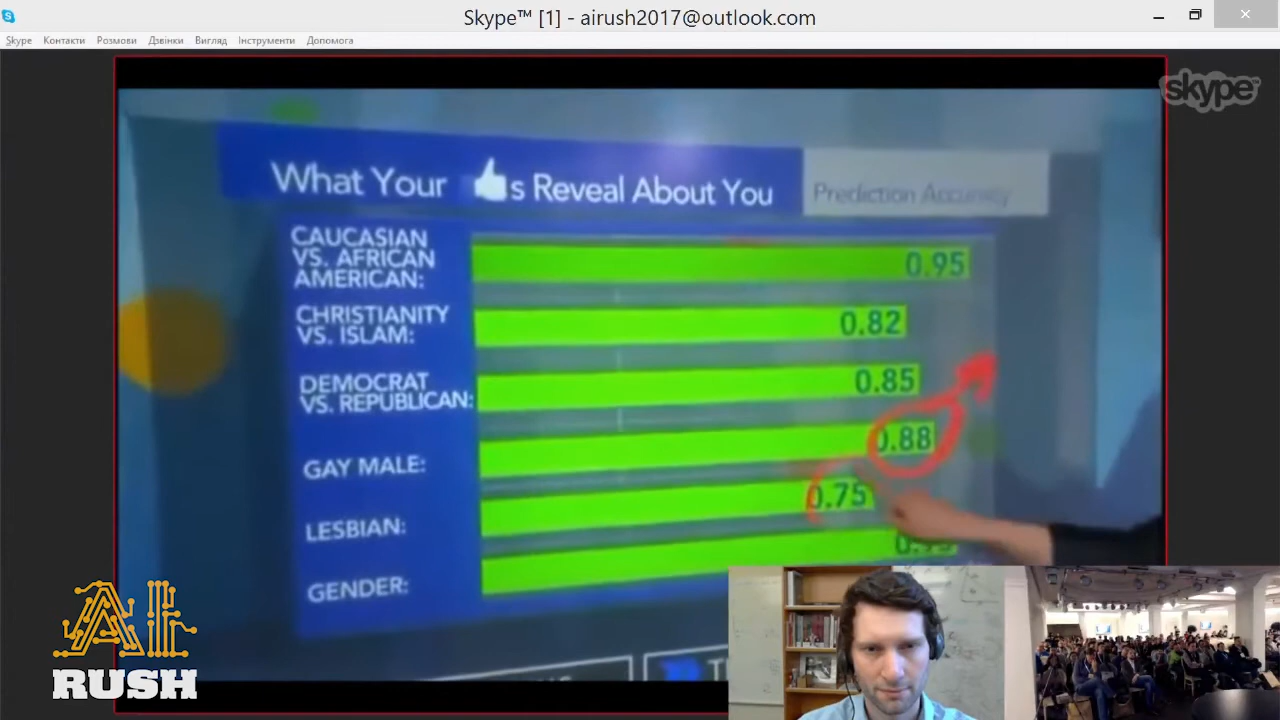 Skype™ [1] - airush2017@outlook.com
Skype Контакти Розмови Дзвінки Вигляд Інструменти Допомога
skype™
What Your s Reveal About You
Prediction Accuracy
CAUCASIAN
VS. AFRICAN
AMERICAN:
0.95
CHRISTIANITY
VS. ISLAM:
0.82
DEMOCRAT
VS. REPUBLICAN:
0.85
GAY MALE:
0.88
LESBIAN:
0.75
GENDER:
AI
RUSH